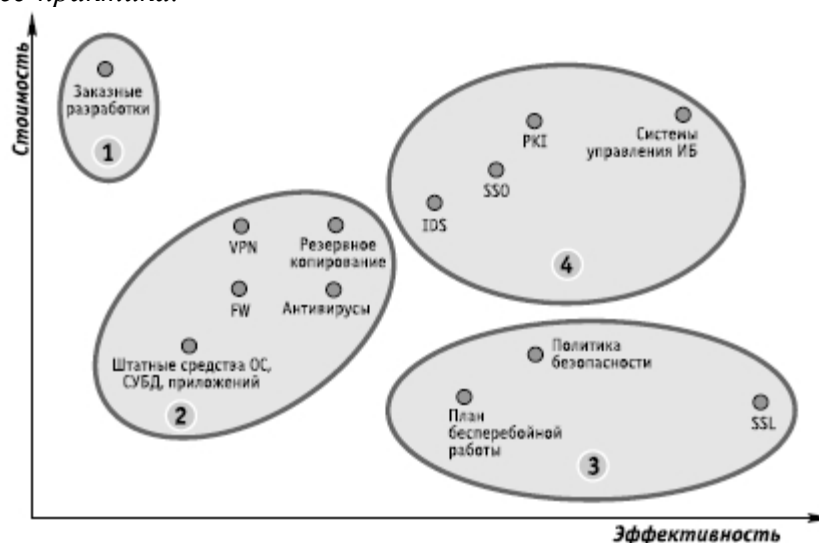 Стоимость
Заказные
разработки
1
PKI
Системы
управления ИБ
SSO
IDS
4
VPN
Резервное
копирование
FW
Антивирусы
Штатные средства ОС,
СУБД, приложений
2
Политика
безопасности
План
бесперебойной
работы
SSL
3
Эффективность